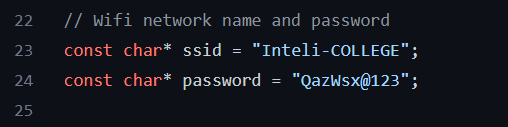 22 // Wifi network name and password
23 const char* ssid = "Inteli-COLLEGE";
24 const char* password = "QazWsx@123";
25